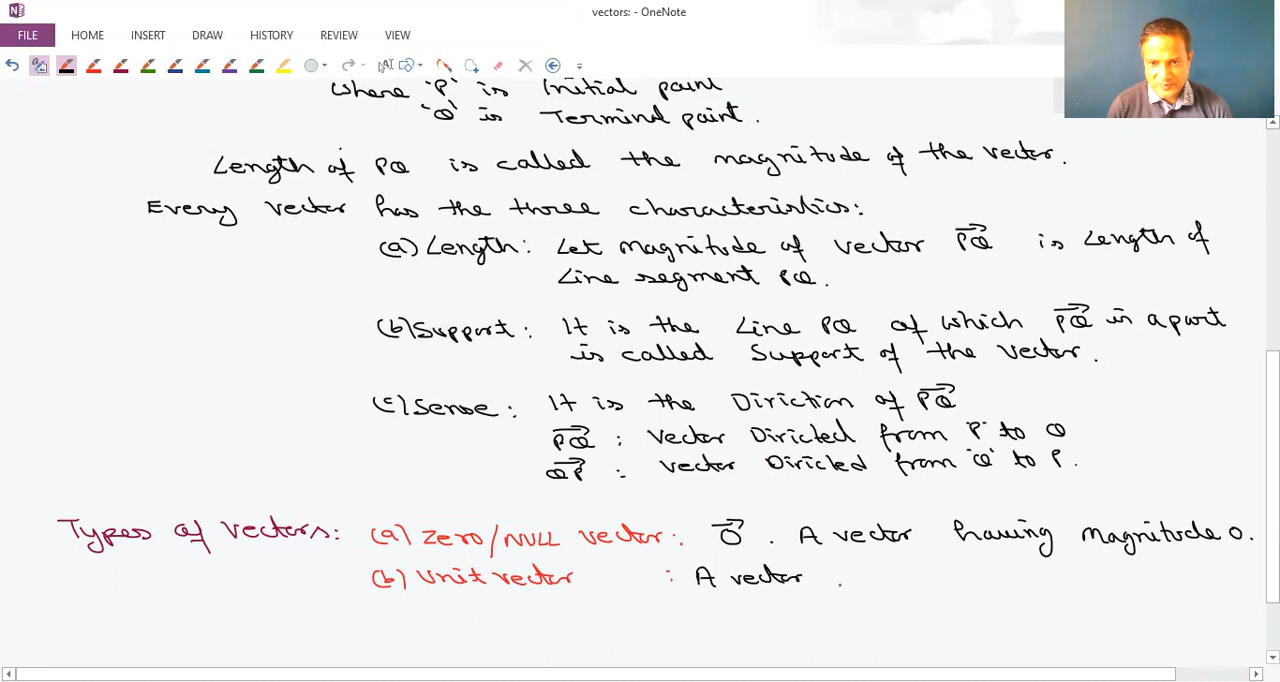 vectors: - OneNote
FILE HOME INSERT DRAW HISTORY REVIEW VIEW
where 'P' is Initial point
'Q' is Terminal point.
Length of PQ is called the magnitude of the vector.
Every vector has the three characteristics:
(a) Length: Let magnitude of vector PQ⃗ is Length of
Line segment PQ.
(b) Support: It is the Line PQ of which PQ⃗ is a part
is called Support of the vector.
(c) Sense: It is the Diriction of PQ⃗
PQ⃗ : vector Diricted from 'P' to Q
QP⃗ : vector Diricted from 'Q' to P.
Types of vectors: (a) Zero/NULL vector: O⃗. A vector having magnitude 0.
(b) Unit vector : A vector